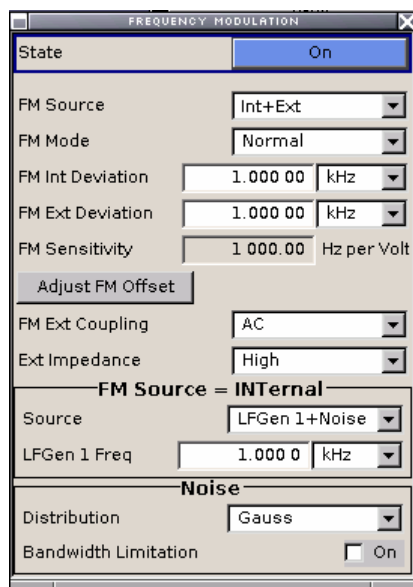 FREQUENCY MODULATION
State On
FM Source Int+Ext
FM Mode Normal
FM Int Deviation 1.000 00 kHz
FM Ext Deviation 1.000 00 kHz
FM Sensitivity 1 000.00 Hz per Volt
Adjust FM Offset
FM Ext Coupling AC
Ext Impedance High
FM Source = INTernal
Source LFGen 1+Noise
LFGen 1 Freq 1.000 0 kHz
Noise
Distribution Gauss
Bandwidth Limitation On